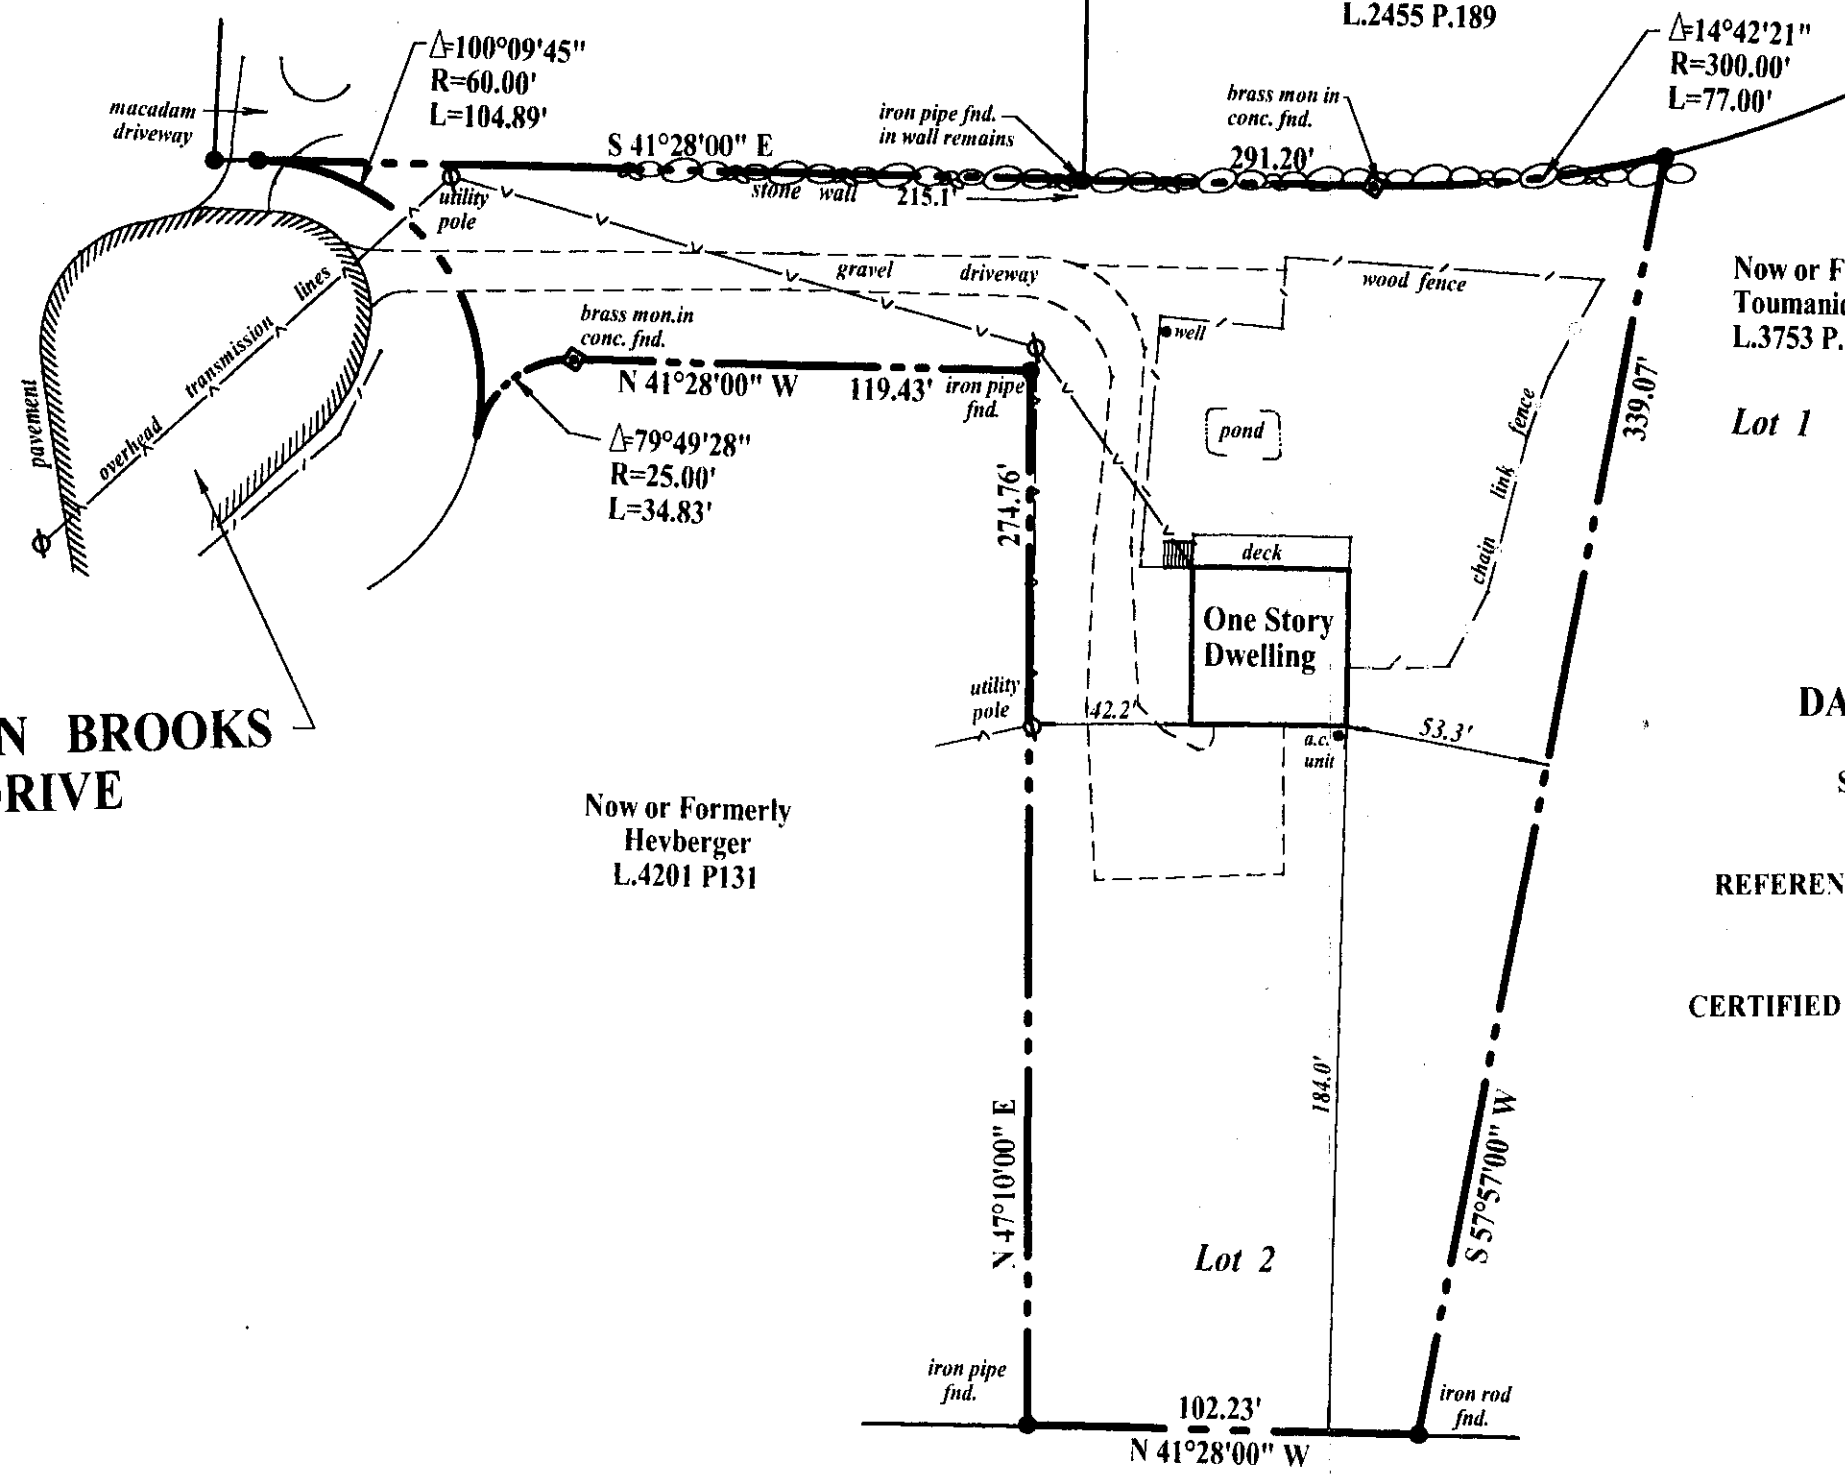 L.2455 P.189
Δ=100°09'45"
R=60.00'
L=104.89'
Δ=14°42'21"
R=300.00'
L=77.00'
macadam
driveway
iron pipe fnd.
in wall remains
brass mon in
conc. fnd.
S 41°28'00" E
291.20'
stone wall
215.1'
utility
pole
gravel driveway
wood fence
Now or F
Toumani
L.3753 P.
Lot 1
overhead transmission lines
pavement
brass mon.in
conc. fnd.
N 41°28'00" W
119.43'
iron pipe
fnd.
well
pond
chain link fence
339.07'
Δ=79°49'28"
R=25.00'
L=34.83'
274.76'
deck
One Story
Dwelling
utility
pole
42.2'
53.3'
a.c.
unit
N BROOKS
RIVE
DA
S
Now or Formerly
Hevberger
L.4201 P131
REFEREN
CERTIFIED
184.0'
N 47°10'00" E
S 57°57'00" W
Lot 2
iron pipe
fnd.
102.23'
N 41°28'00" W
iron rod
fnd.